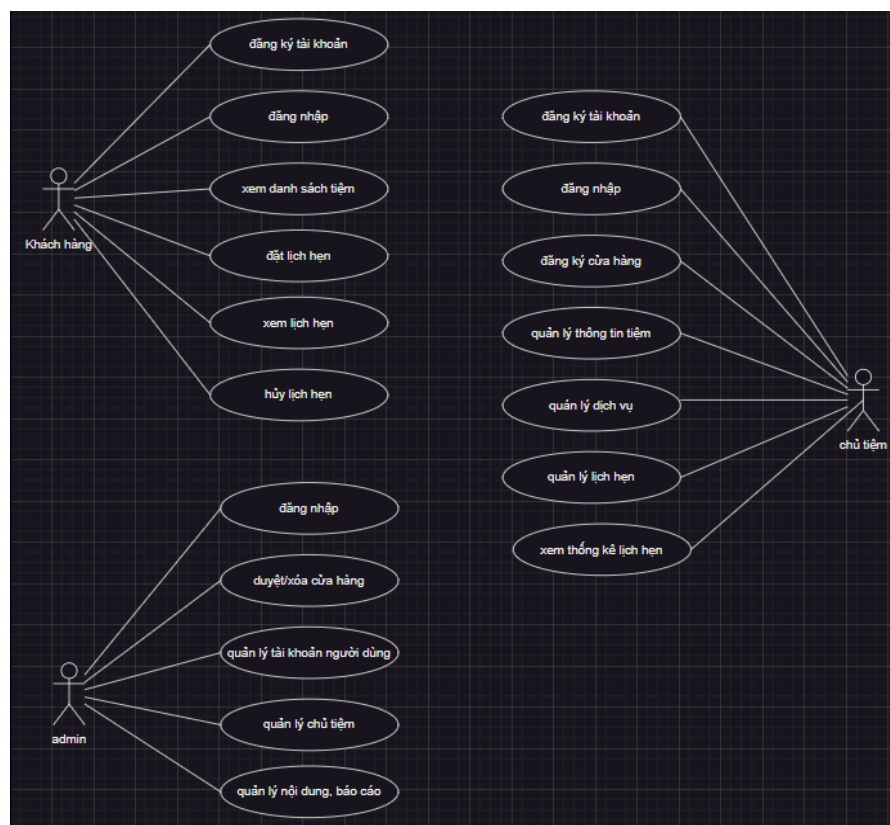 đăng ký tài khoản
đăng nhập
xem danh sách tiệm
Khách hàng
đặt lịch hẹn
xem lịch hẹn
hủy lịch hẹn
đăng ký tài khoản
đăng nhập
đăng ký cửa hàng
quản lý thông tin tiệm
quản lý dịch vụ
chủ tiệm
quản lý lịch hẹn
xem thống kê lịch hẹn
đăng nhập
duyệt/xóa cửa hàng
quản lý tài khoản người dùng
quản lý chủ tiệm
admin
quản lý nội dung, báo cáo